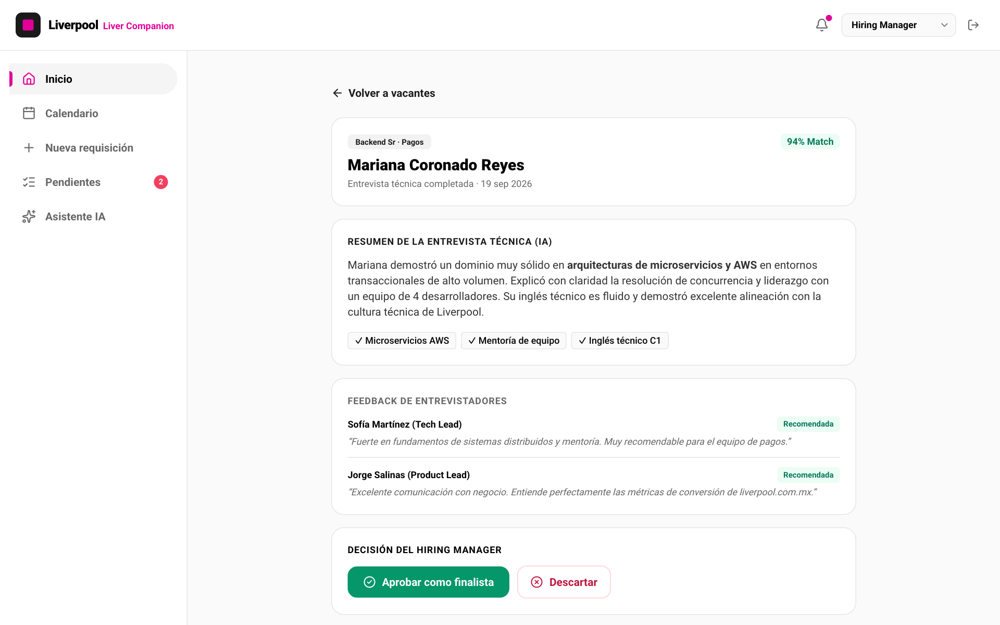 Liverpool Liver Companion
Hiring Manager
Inicio
Calendario
Nueva requisición
Pendientes 2
Asistente IA
Volver a vacantes
Backend Sr · Pagos
94% Match
Mariana Coronado Reyes
Entrevista técnica completada · 19 sep 2026
RESUMEN DE LA ENTREVISTA TÉCNICA (IA)
Mariana demostró un dominio muy sólido en arquitecturas de microservicios y AWS en entornos
transaccionales de alto volumen. Explicó con claridad la resolución de concurrencia y liderazgo con
un equipo de 4 desarrolladores. Su inglés técnico es fluido y demostró excelente alineación con la
cultura técnica de Liverpool.
✓ Microservicios AWS ✓ Mentoría de equipo ✓ Inglés técnico C1
FEEDBACK DE ENTREVISTADORES
Sofía Martínez (Tech Lead)
Recomendada
“Fuerte en fundamentos de sistemas distribuidos y mentoría. Muy recomendable para el equipo de pagos.”
Jorge Salinas (Product Lead)
Recomendada
“Excelente comunicación con negocio. Entiende perfectamente las métricas de conversión de liverpool.com.mx.”
DECISIÓN DEL HIRING MANAGER
Aprobar como finalista
Descartar